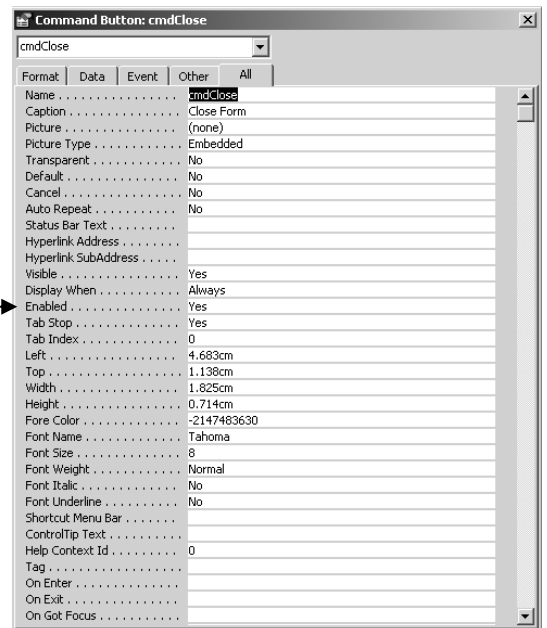 Command Button: cmdClose
cmdClose
Format Data Event Other All
Name . . . . . . . . . . . . . . . . cmdClose
Caption . . . . . . . . . . . . . . . Close Form
Picture . . . . . . . . . . . . . . . . (none)
Picture Type . . . . . . . . . . . . Embedded
Transparent . . . . . . . . . . . . No
Default . . . . . . . . . . . . . . . No
Cancel . . . . . . . . . . . . . . . . No
Auto Repeat . . . . . . . . . . . No
Status Bar Text . . . . . . . . .
Hyperlink Address . . . . . . . .
Hyperlink SubAddress . . . . .
Visible . . . . . . . . . . . . . . . . . Yes
Display When . . . . . . . . . . . Always
Enabled . . . . . . . . . . . . . . . Yes
Tab Stop . . . . . . . . . . . . . . Yes
Tab Index . . . . . . . . . . . . . . 0
Left . . . . . . . . . . . . . . . . . . 4.683cm
Top . . . . . . . . . . . . . . . . . . 1.138cm
Width . . . . . . . . . . . . . . . . . 1.825cm
Height . . . . . . . . . . . . . . . . 0.714cm
Fore Color . . . . . . . . . . . . . -2147483630
Font Name . . . . . . . . . . . . . Tahoma
Font Size . . . . . . . . . . . . . . 8
Font Weight . . . . . . . . . . . . Normal
Font Italic . . . . . . . . . . . . . . No
Font Underline . . . . . . . . . . No
Shortcut Menu Bar . . . . . . .
ControlTip Text . . . . . . . . . .
Help Context Id . . . . . . . . . 0
Tag . . . . . . . . . . . . . . . . . .
On Enter . . . . . . . . . . . . . . .
On Exit . . . . . . . . . . . . . . . .
On Got Focus . . . . . . . . . . .